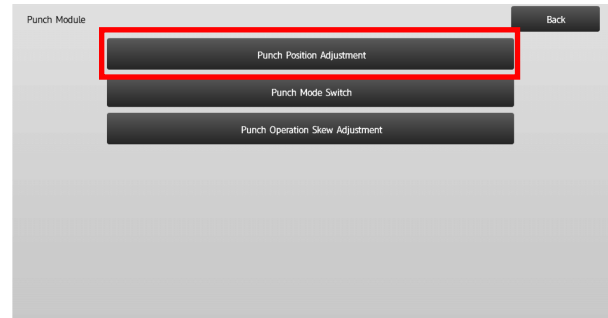 Punch Module
Back
Punch Position Adjustment
Punch Mode Switch
Punch Operation Skew Adjustment